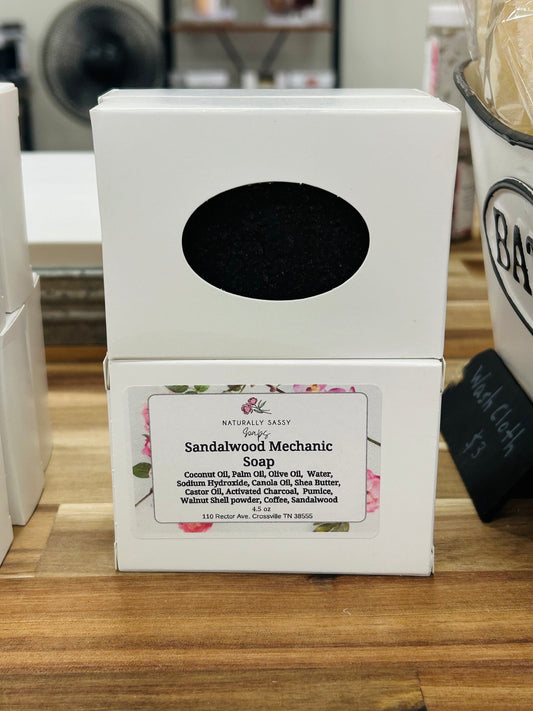 NATURALLY SASSY
Soaps
Sandalwood Mechanic
Soap
Coconut Oil, Palm Oil, Olive Oil, Water,
Sodium Hydroxide, Canola Oil, Shea Butter,
Castor Oil, Activated Charcoal, Pumice,
Walnut Shell powder, Coffee, Sandalwood
4.5 oz
110 Rector Ave. Crossville TN 38555
BAT
Wash Cloth
$3